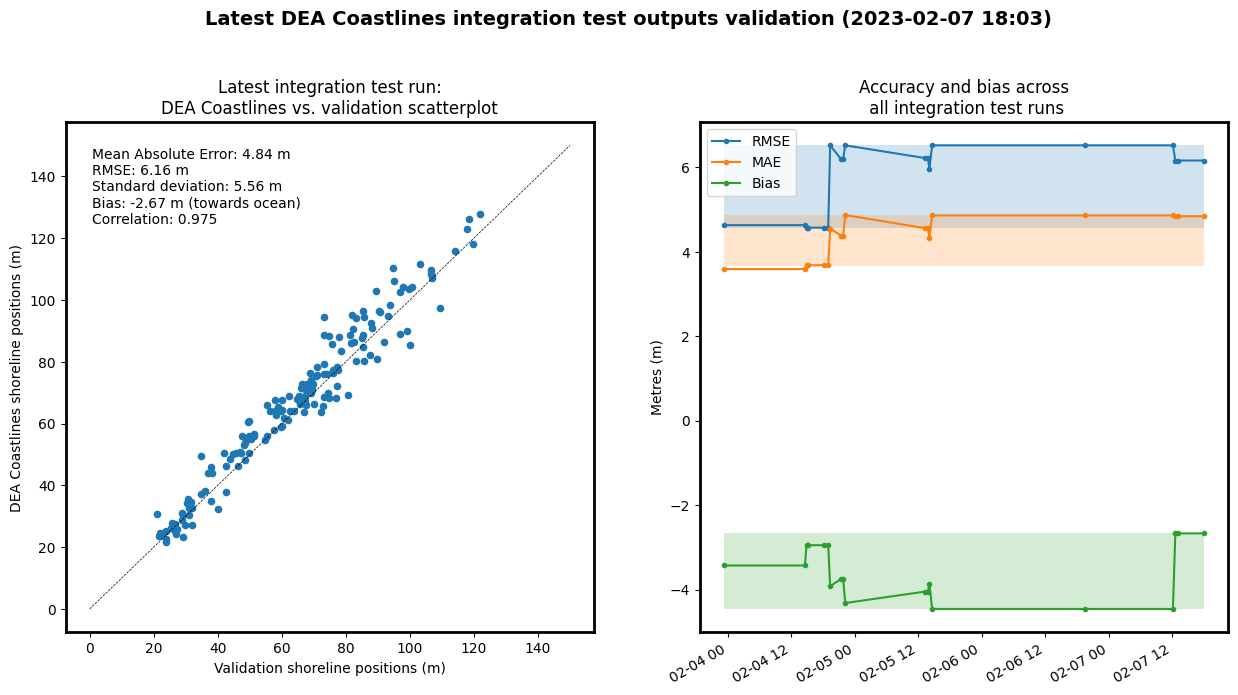 Latest DEA Coastlines integration test outputs validation (2023-02-07 18:03)
Latest integration test run:
DEA Coastlines vs. validation scatterplot
Mean Absolute Error: 4.84 m
RMSE: 6.16 m
Standard deviation: 5.56 m
Bias: -2.67 m (towards ocean)
Correlation: 0.975
DEA Coastlines shoreline positions (m)
140
120
100
80
60
40
20
0
0 20 40 60 80 100 120 140
Validation shoreline positions (m)
Accuracy and bias across
all integration test runs
RMSE
MAE
Bias
Metres (m)
6
4
2
0
−2
−4
02-04 00 02-04 12 02-05 00 02-05 12 02-06 00 02-06 12 02-07 00 02-07 12